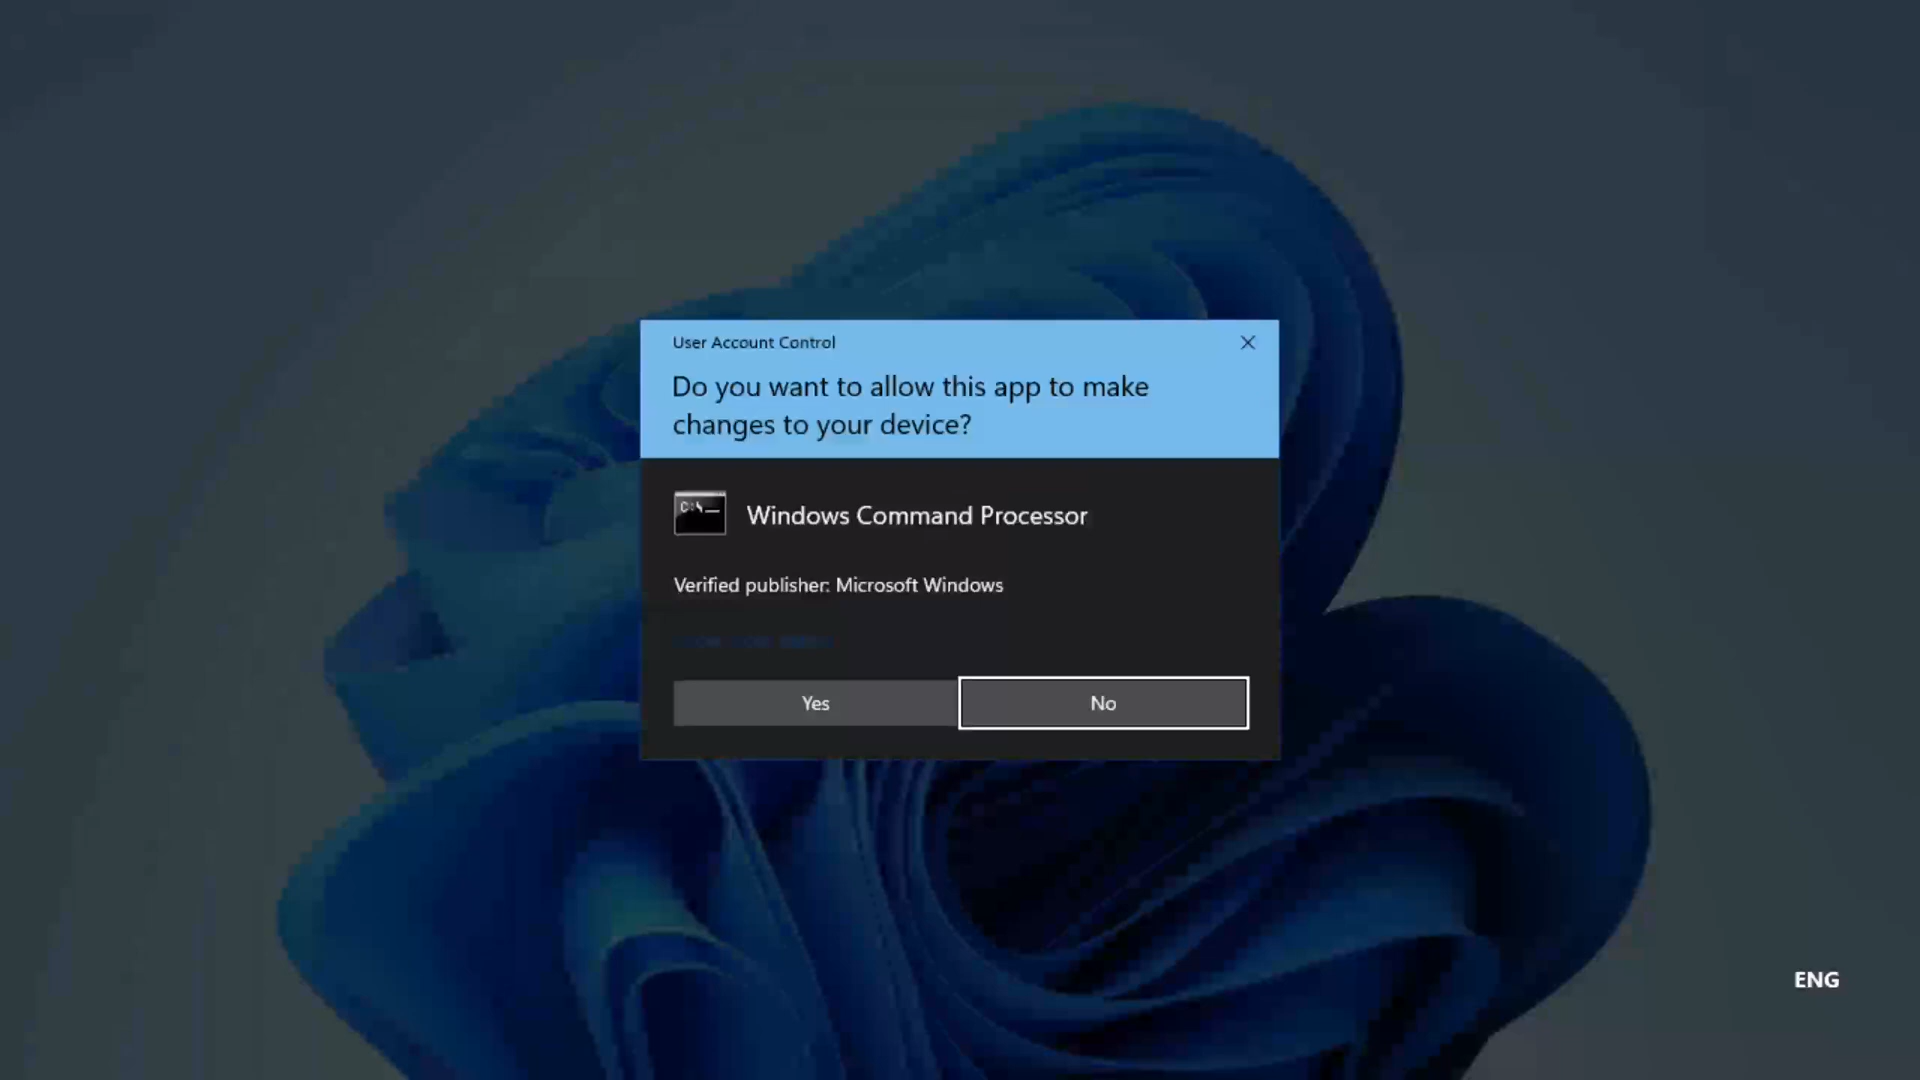 User Account Control
Do you want to allow this app to make
changes to your device?
C:\_
Windows Command Processor
Verified publisher: Microsoft Windows
Yes
No
ENG